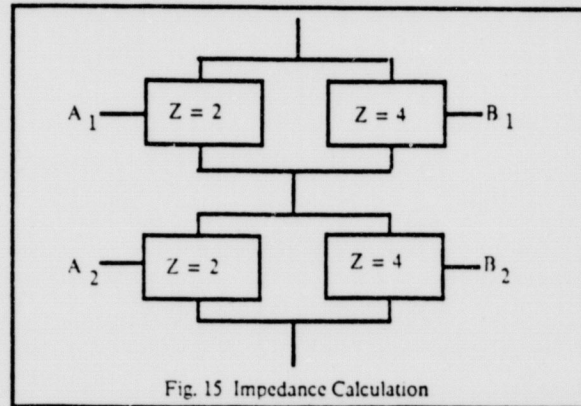 A 1 Z = 2 Z = 4 B 1
A 2 Z = 2 Z = 4 B 2
Fig. 15 Impedance Calculation